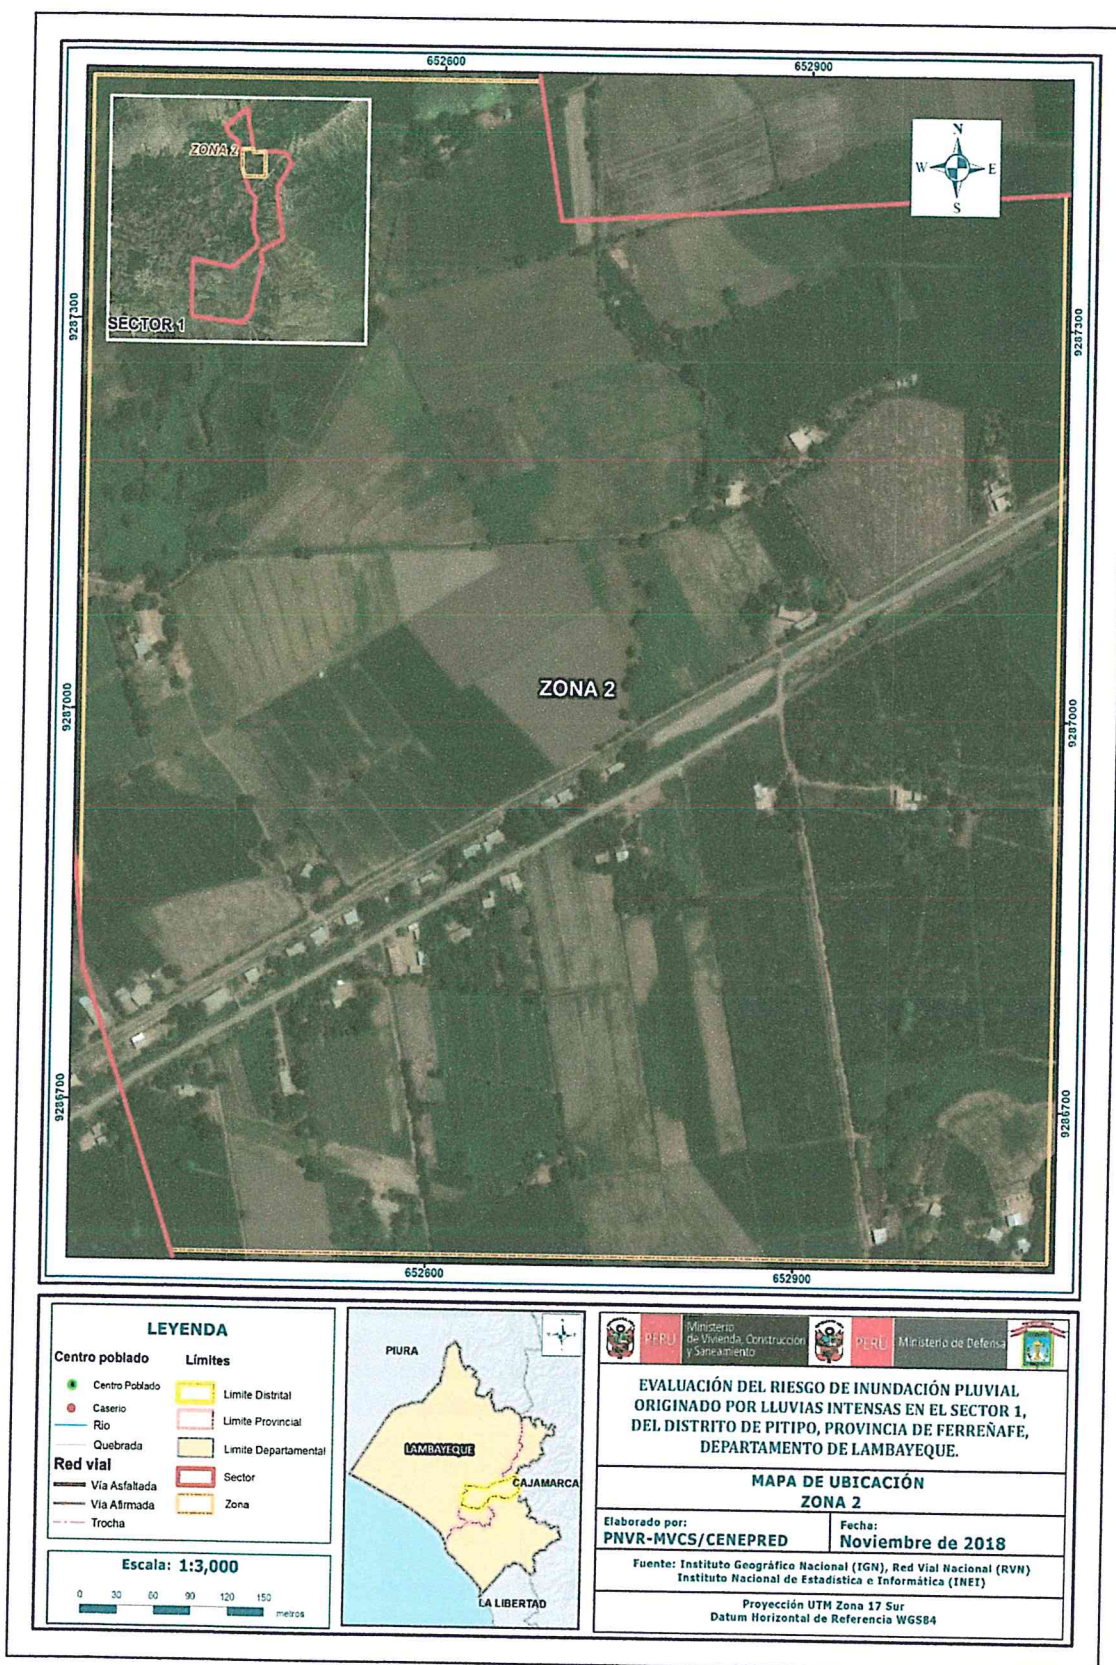 652600
652900
ZONA 2
SECTOR 1
N
W
E
S
9287300
9287300
ZONA 2
9287000
9287000
9286700
9286700
652600
652900
LEYENDA
Centro poblado
Centro Poblado
Caserio
Rio
Quebrada
Red vial
Vía Asfaltada
Vía Afirmada
Trocha
Límites
Limite Distrital
Limite Provincial
Limite Departamental
Sector
Zona
Escala: 1:3,000
0 30 60 90 120 150
metros
PIURA
LAMBAYEQUE
CAJAMARCA
LA LIBERTAD
PERÚ
Ministerio
de Vivienda, Construcción
y Saneamiento
PERÚ
Ministerio de Defensa
EVALUACIÓN DEL RIESGO DE INUNDACIÓN PLUVIAL
ORIGINADO POR LLUVIAS INTENSAS EN EL SECTOR 1,
DEL DISTRITO DE PITIPO, PROVINCIA DE FERREÑAFE,
DEPARTAMENTO DE LAMBAYEQUE.
MAPA DE UBICACIÓN
ZONA 2
Elaborado por:
PNVR-MVCS/CENEPRED
Fecha:
Noviembre de 2018
Fuente: Instituto Geográfico Nacional (IGN), Red Vial Nacional (RVN)
Instituto Nacional de Estadística e Informática (INEI)
Proyección UTM Zona 17 Sur
Datum Horizontal de Referencia WGS84